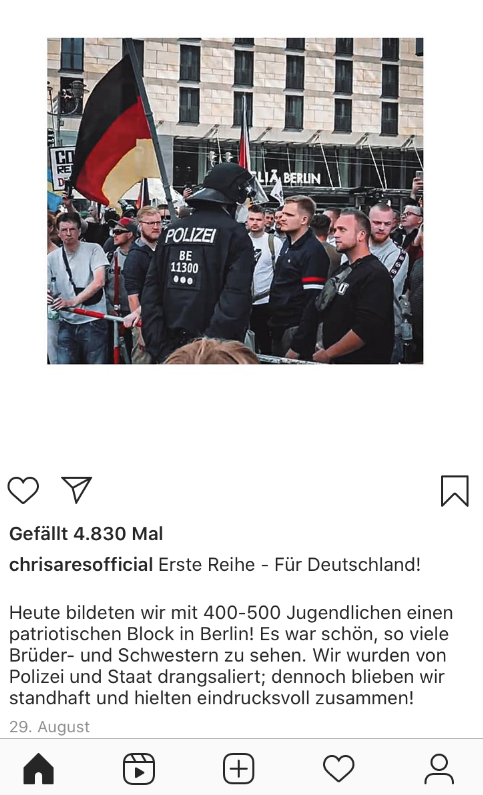 POLIZEI
BE
11300
BERLIN
Gefällt 4.830 Mal
chrisaresofficial Erste Reihe - Für Deutschland!
Heute bildeten wir mit 400-500 Jugendlichen einen
patriotischen Block in Berlin! Es war schön, so viele
Brüder- und Schwestern zu sehen. Wir wurden von
Polizei und Staat drangsaliert; dennoch blieben wir
standhaft und hielten eindrucksvoll zusammen!
29. August